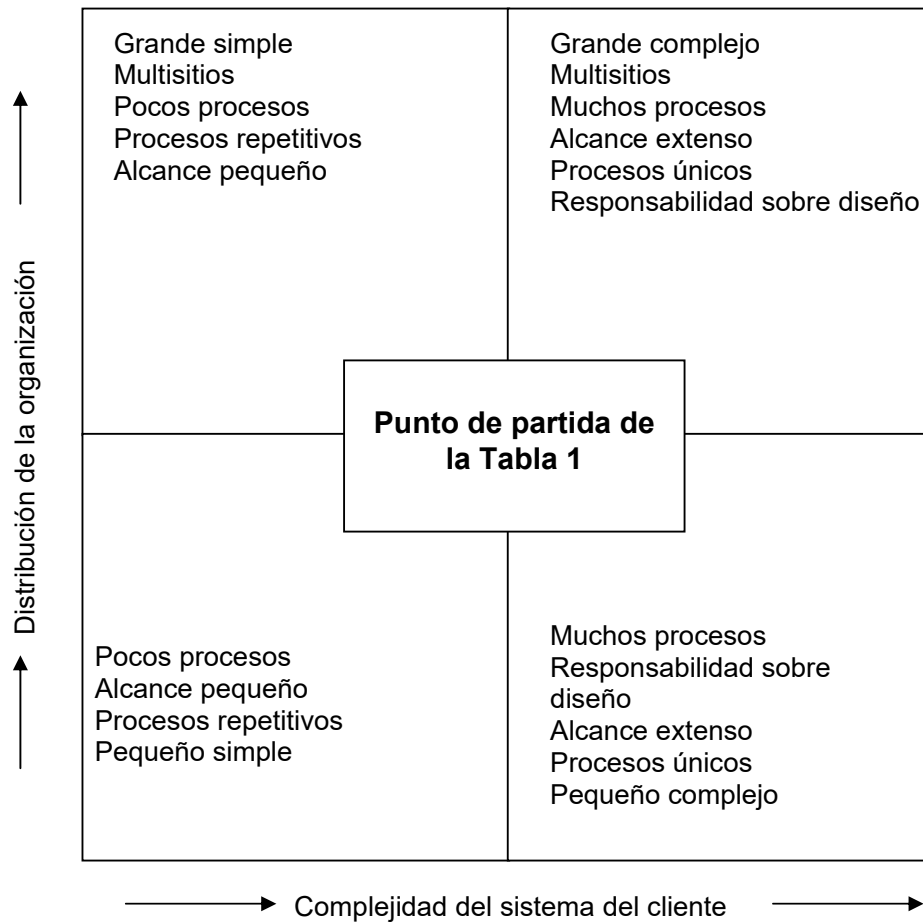 Grande simple
Multisitios
Pocos procesos
Procesos repetitivos
Alcance pequeño
Grande complejo
Multisitios
Muchos procesos
Alcance extenso
Procesos únicos
Responsabilidad sobre diseño
Distribución de la organización
Punto de partida de
la Tabla 1
Pocos procesos
Alcance pequeño
Procesos repetitivos
Pequeño simple
Muchos procesos
Responsabilidad sobre
diseño
Alcance extenso
Procesos únicos
Pequeño complejo
Complejidad del sistema del cliente